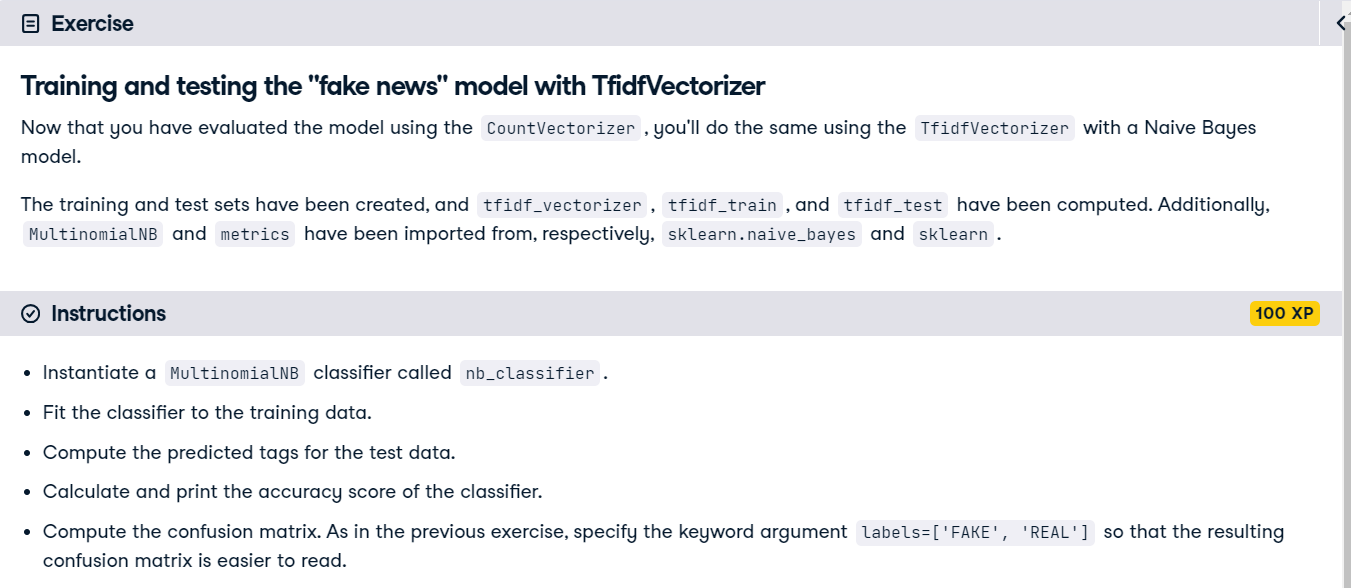 Exercise
Training and testing the "fake news" model with TfidfVectorizer
Now that you have evaluated the model using the CountVectorizer, you'll do the same using the TfidfVectorizer with a Naive Bayes
model.
The training and test sets have been created, and tfidf_vectorizer, tfidf_train, and tfidf_test have been computed. Additionally,
MultinomialNB and metrics have been imported from, respectively, sklearn.naive_bayes and sklearn.
Instructions
100 XP
• Instantiate a MultinomialNB classifier called nb_classifier.
• Fit the classifier to the training data.
• Compute the predicted tags for the test data.
• Calculate and print the accuracy score of the classifier.
• Compute the confusion matrix. As in the previous exercise, specify the keyword argument labels=['FAKE', 'REAL'] so that the resulting
confusion matrix is easier to read.